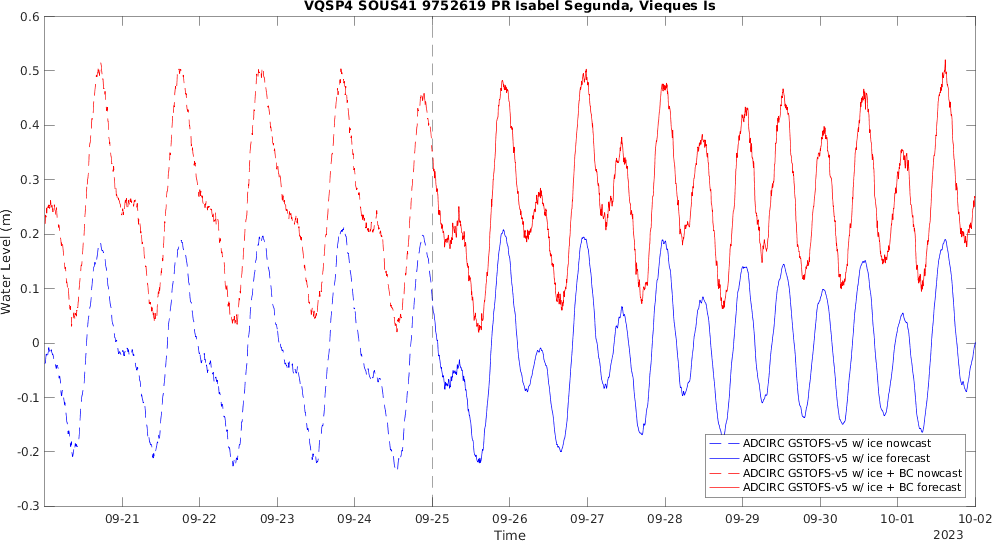 VQSP4 SOUS41 9752619 PR Isabel Segunda, Vieques Is
0.6
0.5
0.4
0.3
0.2
0.1
0
-0.1
-0.2
-0.3
Water Level (m)
ADCIRC GSTOFS-v5 w/ ice nowcast
ADCIRC GSTOFS-v5 w/ ice forecast
ADCIRC GSTOFS-v5 w/ ice + BC nowcast
ADCIRC GSTOFS-v5 w/ ice + BC forecast
09-21 09-22 09-23 09-24 09-25 09-26 09-27 09-28 09-29 09-30 10-01 10-02
Time
2023